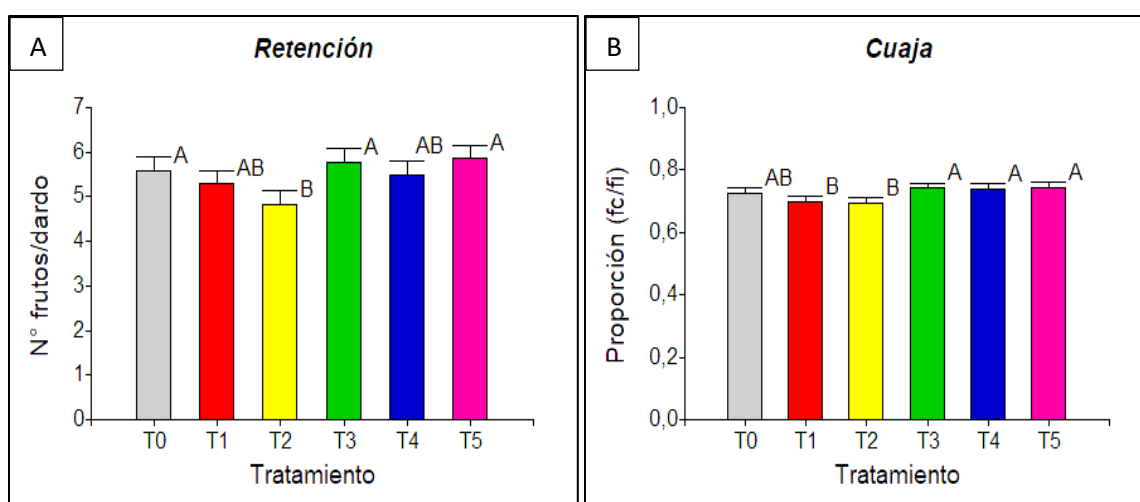 A
Retención
N° frutos/dardo
7
6
5
4
3
2
1
0
A
AB
B
A
AB
A
T0 T1 T2 T3 T4 T5
Tratamiento
B
Cuaja
Proporción (fc/fi)
1,0
0,8
0,6
0,4
0,2
0,0
AB
B
B
A
A
A
T0 T1 T2 T3 T4 T5
Tratamiento